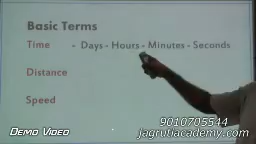 Basic Terms
Time - Days - Hours - Minutes - Seconds
Distance
Speed
9010705544
Demo Video
jagrutiacademy.com